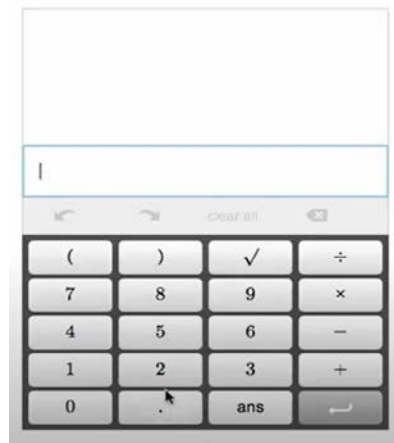 clear all
( ) √ ÷
7 8 9 ×
4 5 6 −
1 2 3 +
0 . ans